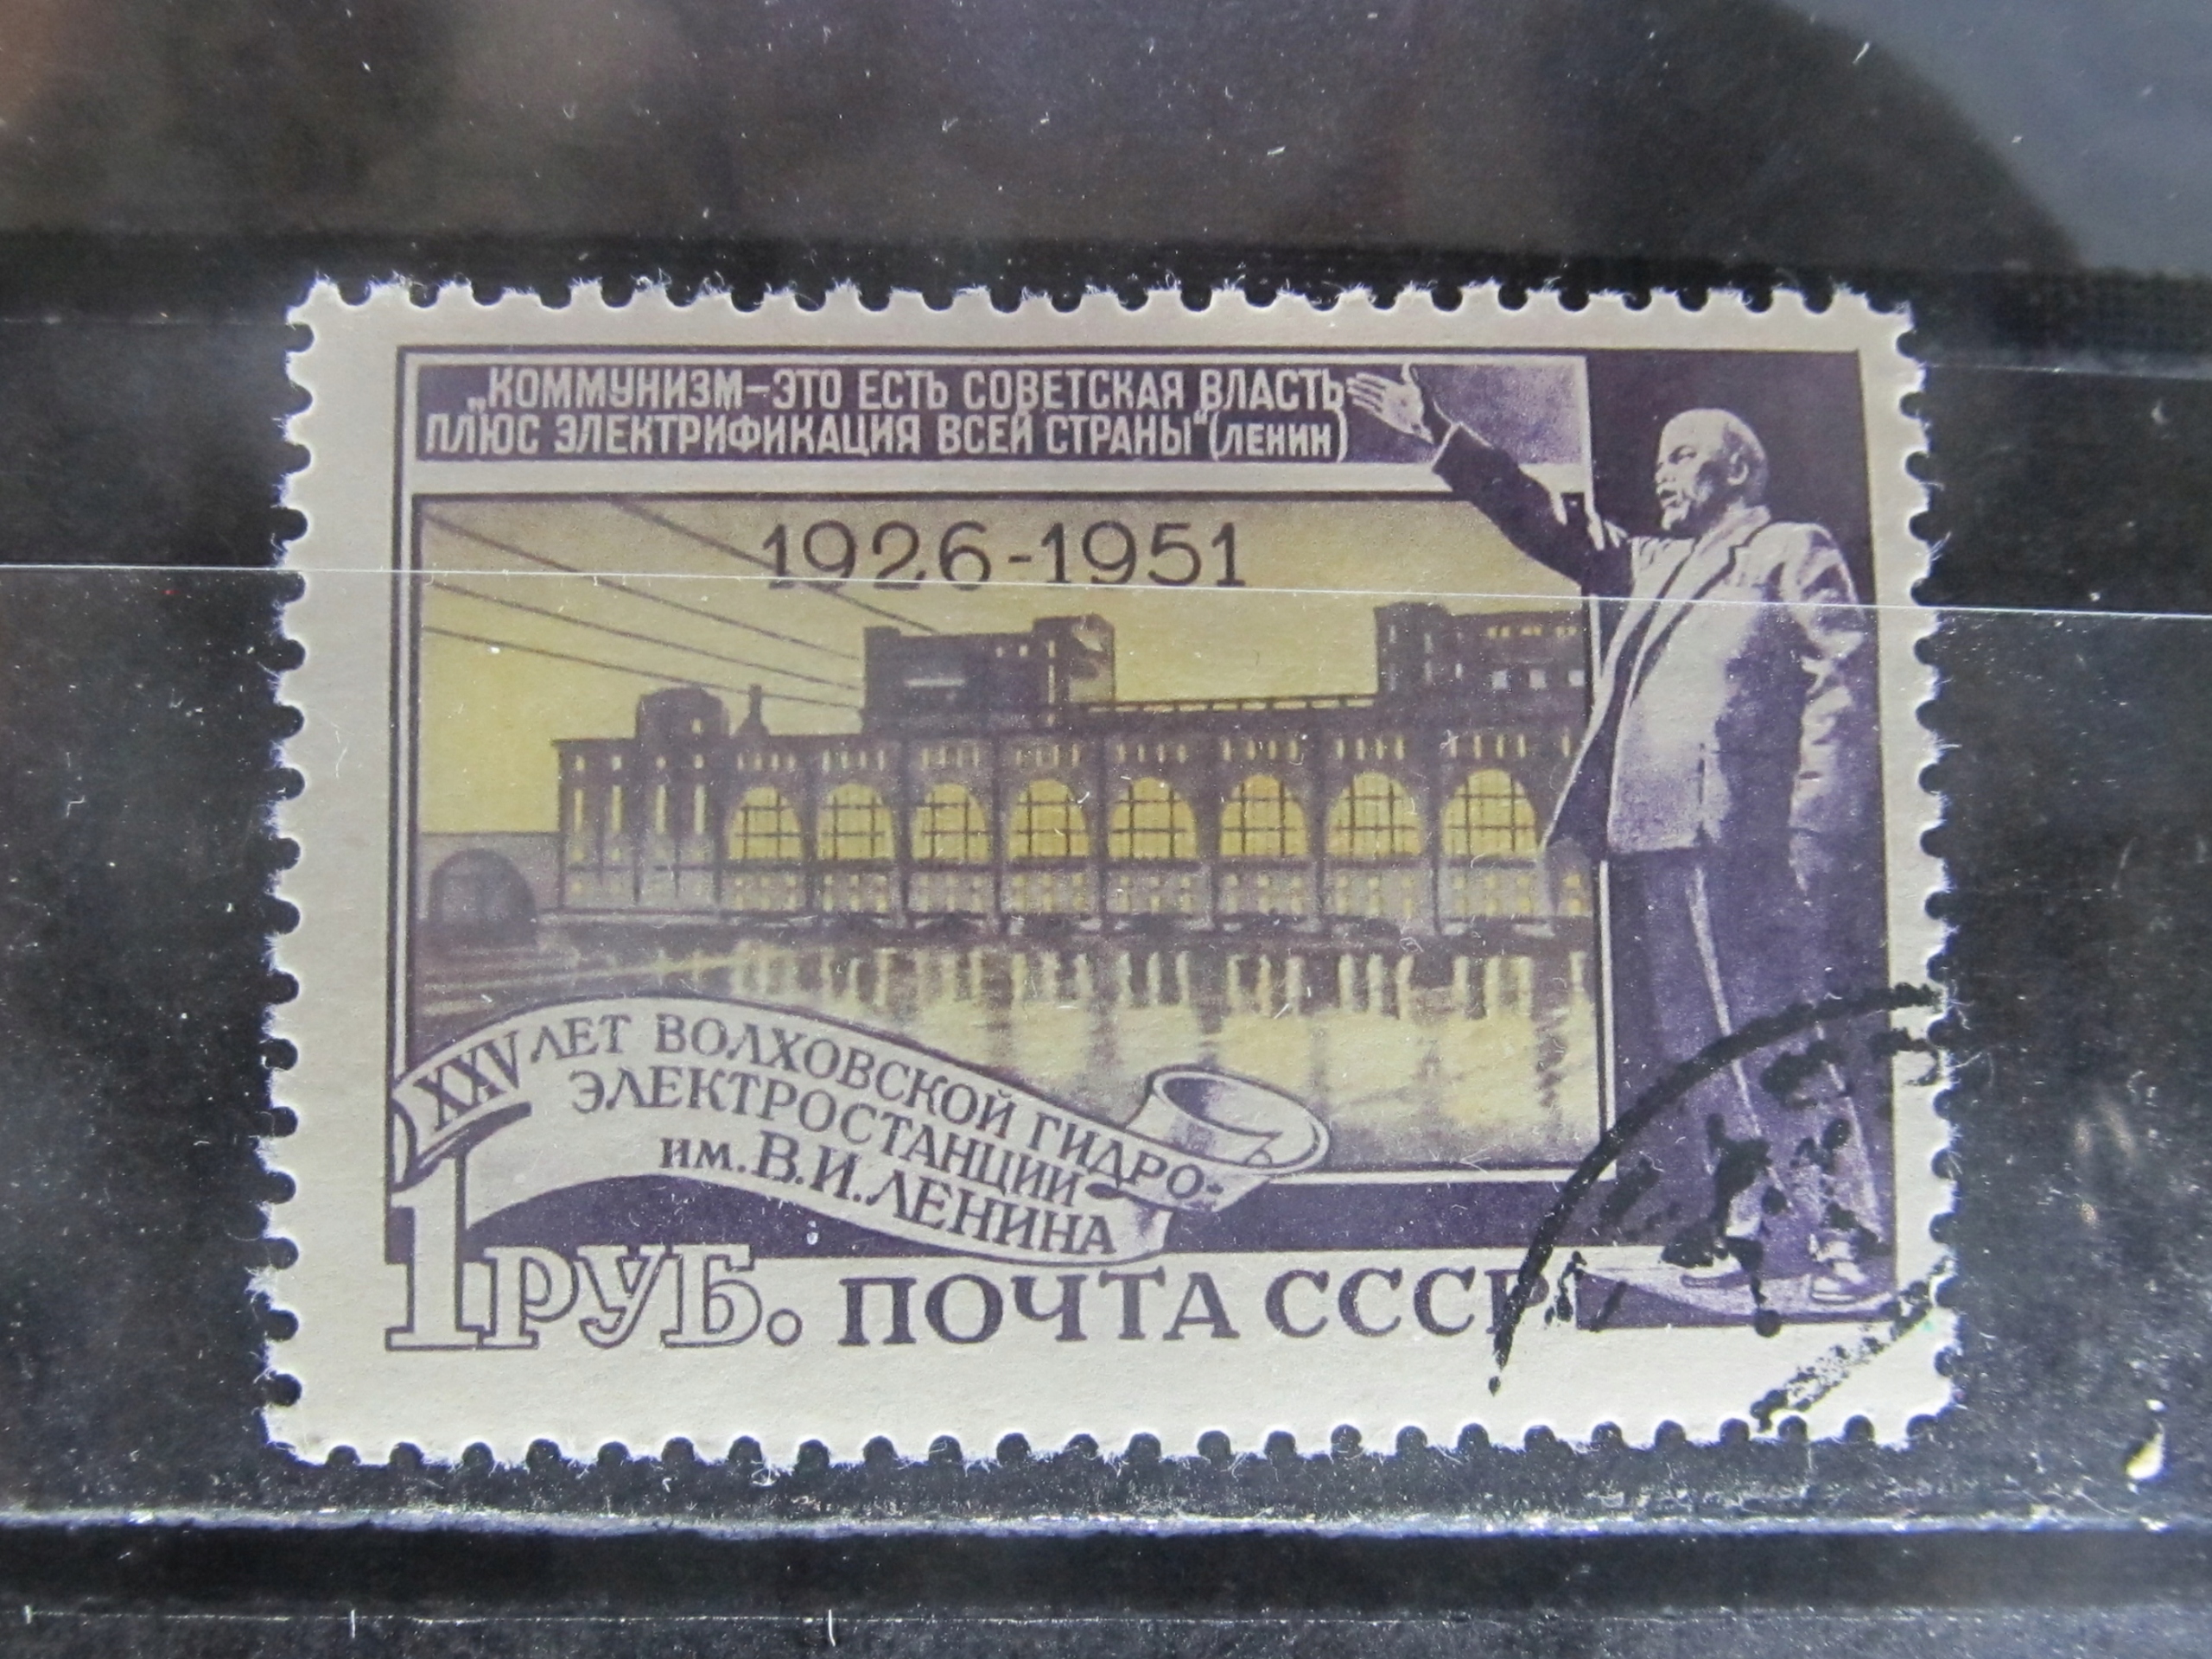 „КОММУНИЗМ–ЭТО ЕСТЬ СОВЕТСКАЯ ВЛАСТЬ
ПЛЮС ЭЛЕКТРИФИКАЦИЯ ВСЕЙ СТРАНЫ“ (ЛЕНИН)
1926-1951
XXV ЛЕТ ВОЛХОВСКОЙ ГИДРО-
ЭЛЕКТРОСТАНЦИИ
им. В.И. ЛЕНИНА
1 РУБ. ПОЧТА СССР